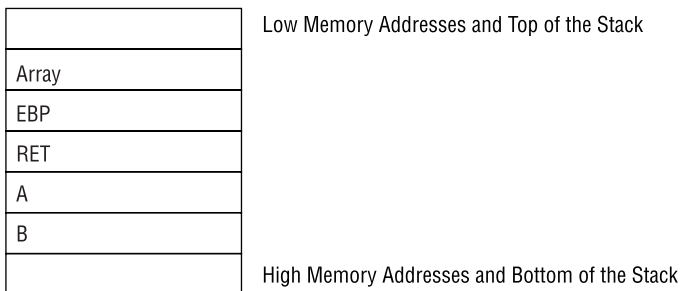 Low Memory Addresses and Top of the Stack
Array
EBP
RET
A
B
High Memory Addresses and Bottom of the Stack